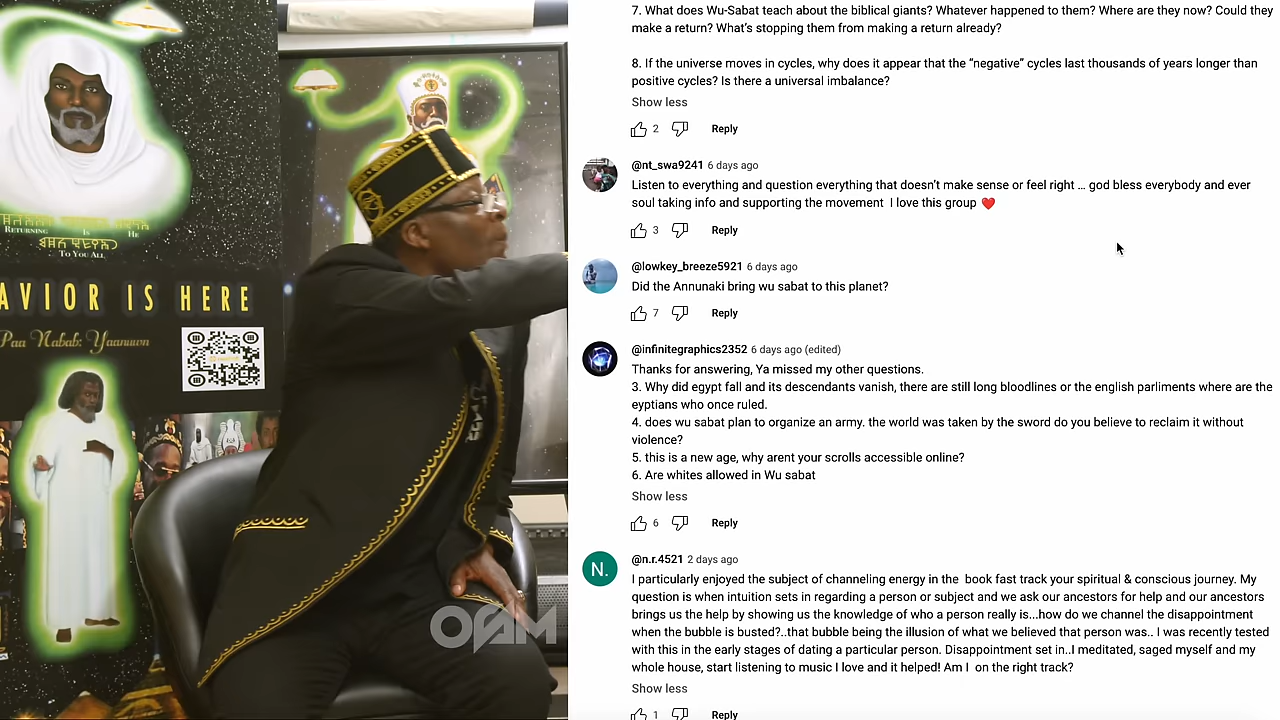 RETURNING IS HE
TO YOU ALL
AVIOR IS HERE
Paa Nabab: Yaanuwn
OSAM
7. What does Wu-Sabat teach about the biblical giants? Whatever happened to them? Where are they now? Could they
make a return? What's stopping them from making a return already?
8. If the universe moves in cycles, why does it appear that the “negative” cycles last thousands of years longer than
positive cycles? Is there a universal imbalance?
Show less
2 Reply
@nt_swa9241 6 days ago
Listen to everything and question everything that doesn't make sense or feel right … god bless everybody and ever
soul taking info and supporting the movement I love this group ❤️
3 Reply
@lowkey_breeze5921 6 days ago
Did the Annunaki bring wu sabat to this planet?
7 Reply
@infinitegraphics2352 6 days ago (edited)
Thanks for answering, Ya missed my other questions.
3. Why did egypt fall and its descendants vanish, there are still long bloodlines or the english parliments where are the
eyptians who once ruled.
4. does wu sabat plan to organize an army. the world was taken by the sword do you believe to reclaim it without
violence?
5. this is a new age, why arent your scrolls accessible online?
6. Are whites allowed in Wu sabat
Show less
6 Reply
N.
@n.r.4521 2 days ago
I particularly enjoyed the subject of channeling energy in the book fast track your spiritual & conscious journey. My
question is when intuition sets in regarding a person or subject and we ask our ancestors for help and our ancestors
brings us the help by showing us the knowledge of who a person really is...how do we channel the disappointment
when the bubble is busted?..that bubble being the illusion of what we believed that person was.. I was recently tested
with this in the early stages of dating a particular person. Disappointment set in..I meditated, saged myself and my
whole house, start listening to music I love and it helped! Am I on the right track?
Show less
1 Reply